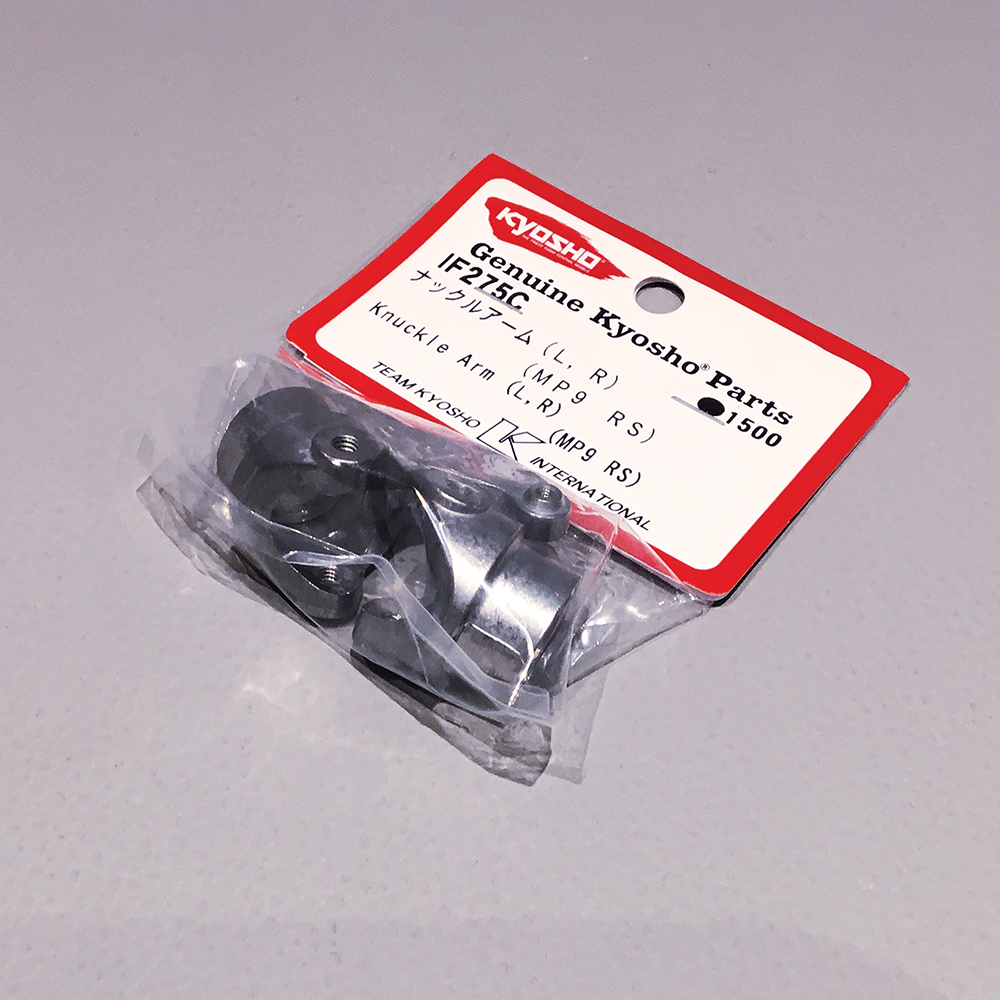 KYOSHO
Genuine Kyosho® Parts
IF275C
●1500
ナックルアーム (L, R)
(MP9 RS)
Knuckle Arm (L,R)
(MP9 RS)
TEAM KYOSHO K INTERNATIONAL